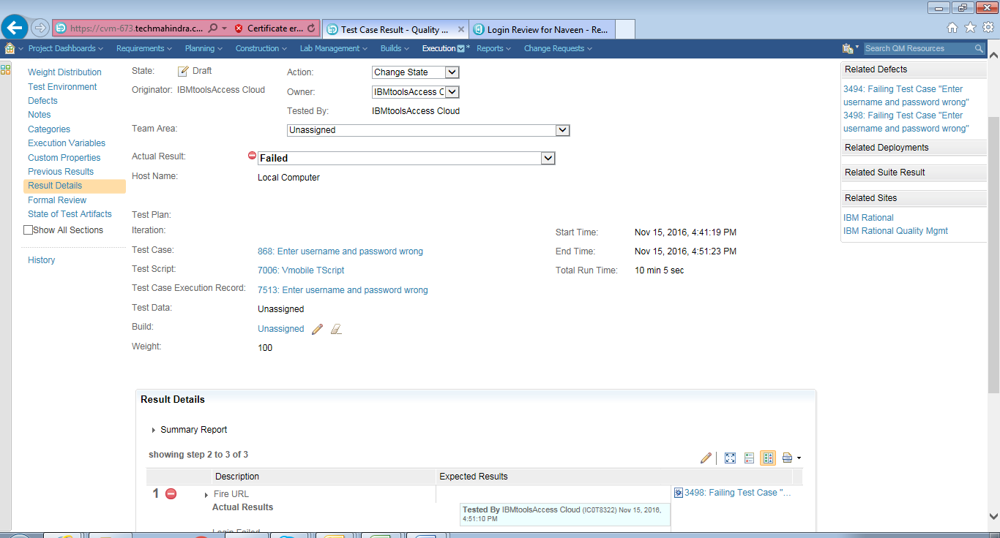 https://cvm-673.techmahindra.c... Certificate er... Test Case Result - Quality ... Login Review for Naveen - Re...
Project Dashboards Requirements Planning Construction Lab Management Builds Execution * Reports Change Requests Search QM Resources
Weight Distribution
Test Environment
Defects
Notes
Categories
Execution Variables
Custom Properties
Previous Results
Result Details
Formal Review
State of Test Artifacts
Show All Sections
History
State: Draft
Action: Change State
Originator: IBMtoolsAccess Cloud
Owner: IBMtoolsAccess C
Tested By: IBMtoolsAccess Cloud
Team Area: Unassigned
Actual Result: Failed
Host Name: Local Computer
Test Plan:
Iteration:
Start Time: Nov 15, 2016, 4:41:19 PM
Test Case: 868: Enter username and password wrong
End Time: Nov 15, 2016, 4:51:23 PM
Test Script: 7006: Vmobile TScript
Total Run Time: 10 min 5 sec
Test Case Execution Record: 7513: Enter username and password wrong
Test Data: Unassigned
Build: Unassigned
Weight: 100
Related Defects
3494: Failing Test Case "Enter
username and password wrong"
3498: Failing Test Case "Enter
username and password wrong"
Related Deployments
Related Suite Result
Related Sites
IBM Rational
IBM Rational Quality Mgmt
Result Details
Summary Report
showing step 2 to 3 of 3
Description Expected Results
1 Fire URL 3498: Failing Test Case "...
Actual Results
Tested By IBMtoolsAccess Cloud (IC0T8322) Nov 15, 2016,
4:51:10 PM
Login Failed